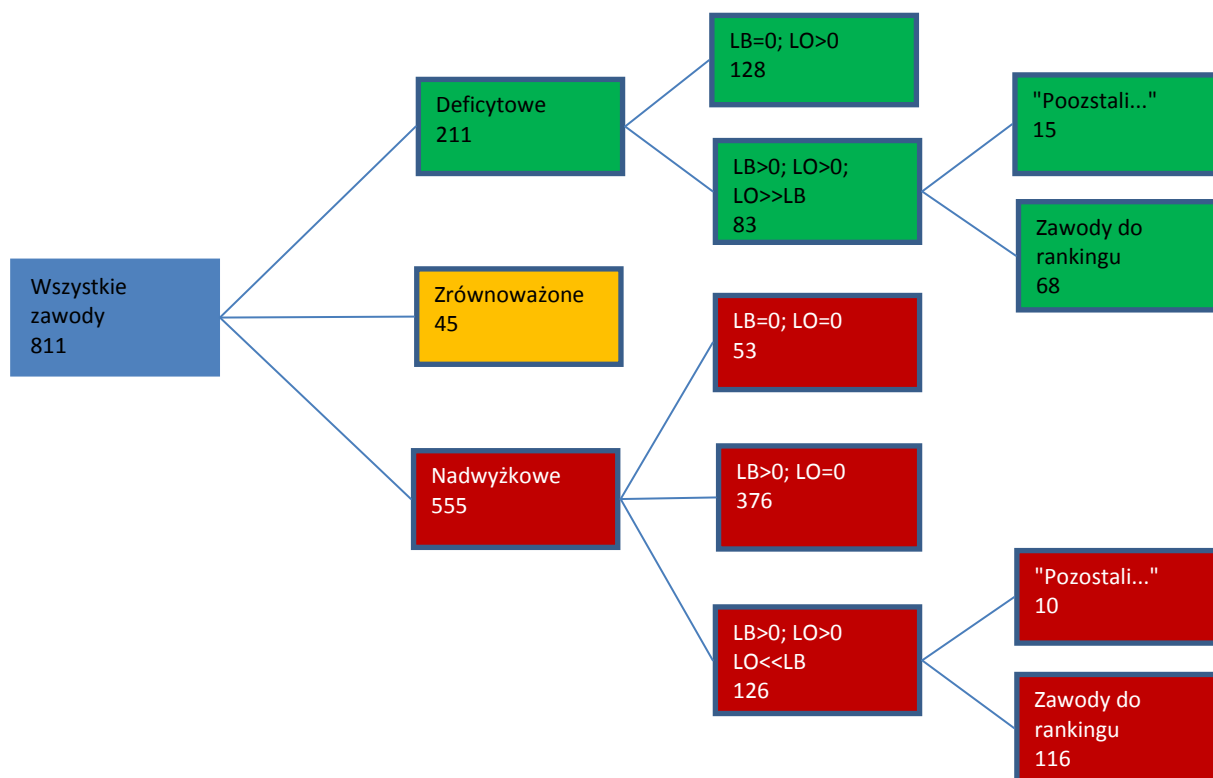 Wszystkie
zawody
811
Deficytowe
211
LB=0; LO>0
128
LB>0; LO>0;
LO>>LB
83
"Poozstali..."
15
Zawody do
rankingu
68
Zrównoważone
45
Nadwyżkowe
555
LB=0; LO=0
53
LB>0; LO=0
376
LB>0; LO>0
LO<<LB
126
"Pozostali..."
10
Zawody do
rankingu
116